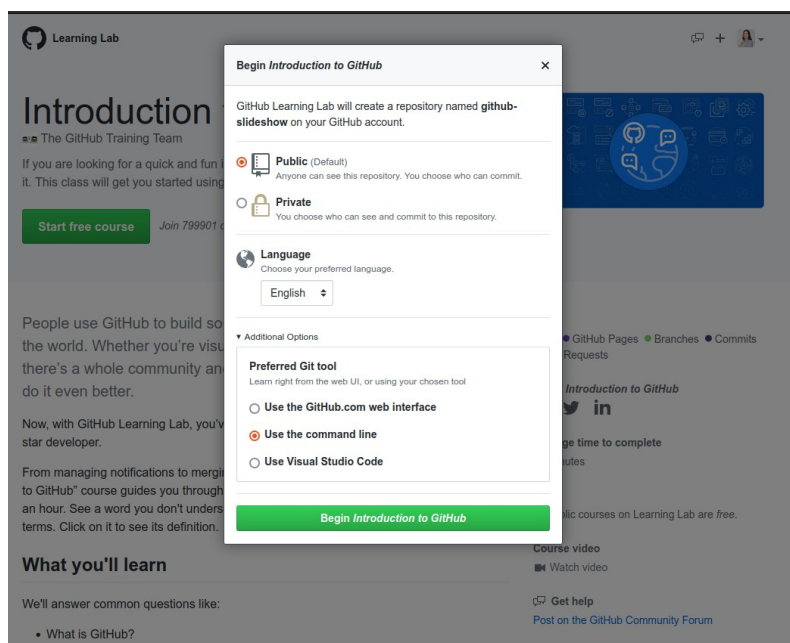 Learning Lab
Begin Introduction to GitHub
×
GitHub Learning Lab will create a repository named github-
slideshow on your GitHub account.
Public (Default)
Anyone can see this repository. You choose who can commit.
Private
You choose who can see and commit to this repository.
Language
Choose your preferred language.
English
Additional Options
Preferred Git tool
Learn right from the web UI, or using your chosen tool
Use the GitHub.com web interface
Use the command line
Use Visual Studio Code
Begin Introduction to GitHub
Introduction
The GitHub Training Team
If you are looking for a quick and fun i
it. This class will get you started using
Start free course
Join 799901
People use GitHub to build so
the world. Whether you're visu
there's a whole community an
do it even better.
Now, with GitHub Learning Lab, you'v
star developer.
From managing notifications to mergi
to GitHub" course guides you through
an hour. See a word you don't unders
terms. Click on it to see its definition.
What you'll learn
We'll answer common questions like:
• What is GitHub?
GitHub Pages Branches Commits
Requests
Introduction to GitHub
in
ge time to complete
nutes
lic courses on Learning Lab are free.
Course video
Watch video
Get help
Post on the GitHub Community Forum